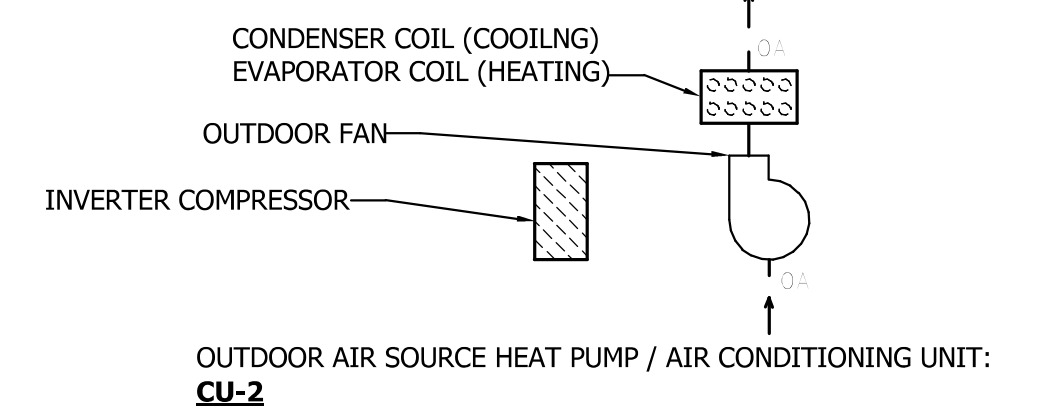 CONDENSER COIL (COOILNG)
OA
EVAPORATOR COIL (HEATING)
OUTDOOR FAN
INVERTER COMPRESSOR
OA
OUTDOOR AIR SOURCE HEAT PUMP / AIR CONDITIONING UNIT:
CU-2